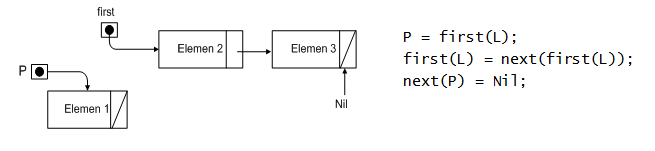 first
Elemen 2
Elemen 3
P
Elemen 1
Nil
P = first(L);
first(L) = next(first(L));
next(P) = Nil;